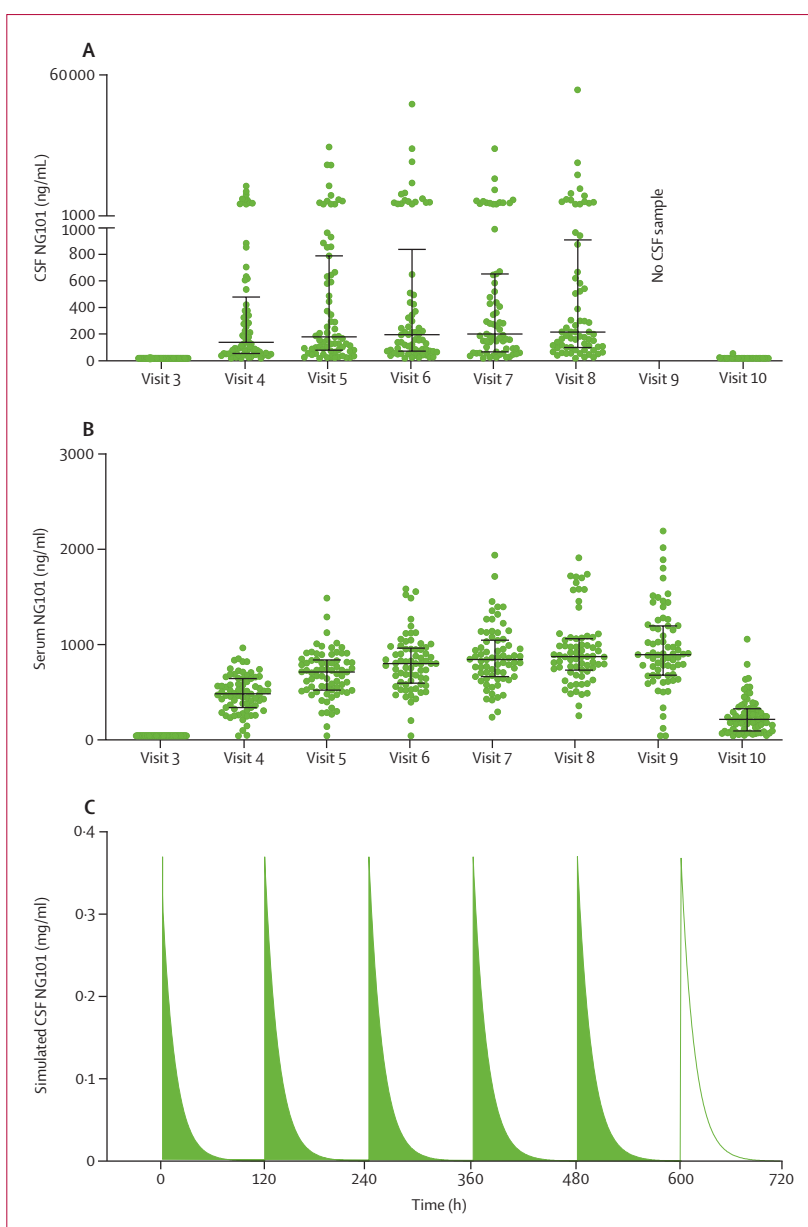 A
60 000
1000
1000
800
600
400
200
0
CSF NG101 (ng/mL)
No CSF sample
Visit 3 Visit 4 Visit 5 Visit 6 Visit 7 Visit 8 Visit 9 Visit 10
B
3000
2000
1000
0
Serum NG101 (ng/ml)
Visit 3 Visit 4 Visit 5 Visit 6 Visit 7 Visit 8 Visit 9 Visit 10
C
0·4
0·3
0·2
0·1
0
Simulated CSF NG101 (mg/ml)
0 120 240 360 480 600 720
Time (h)